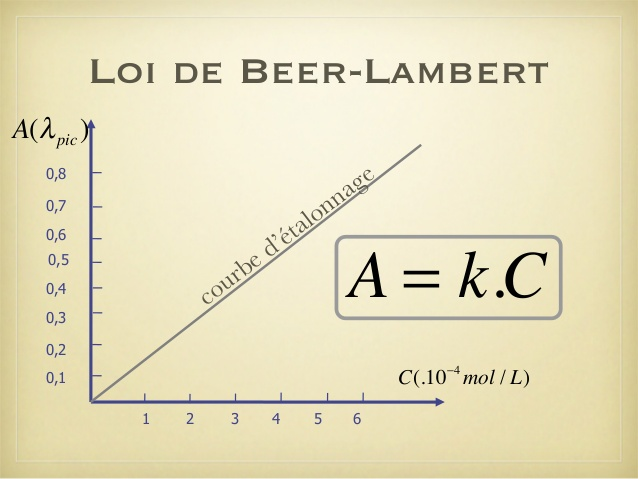 Loi de Beer-Lambert
A(λpic)
0,8
0,7
0,6
0,5
0,4
0,3
0,2
0,1
courbe d'étalonnage
A = k.C
C(.10⁻⁴ mol / L)
1 2 3 4 5 6